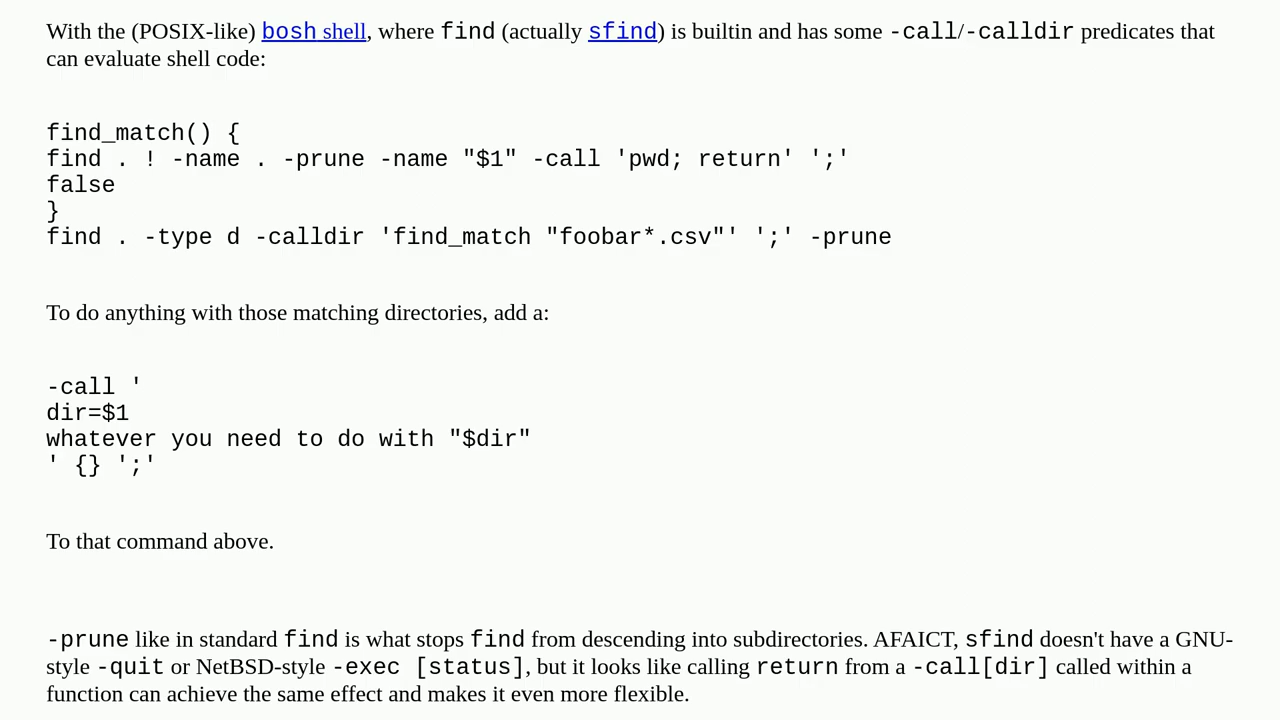 With the (POSIX-like) bosh shell, where find (actually sfind) is builtin and has some -call/-calldir predicates that
can evaluate shell code:
find_match() {
find . ! -name . -prune -name "$1" -call 'pwd; return' ';'
false
}
find . -type d -calldir 'find_match "foobar*.csv"' ';' -prune
To do anything with those matching directories, add a:
-call '
dir=$1
whatever you need to do with "$dir"
' {} ';'
To that command above.
-prune like in standard find is what stops find from descending into subdirectories. AFAICT, sfind doesn't have a GNU-
style -quit or NetBSD-style -exec [status], but it looks like calling return from a -call[dir] called within a
function can achieve the same effect and makes it even more flexible.